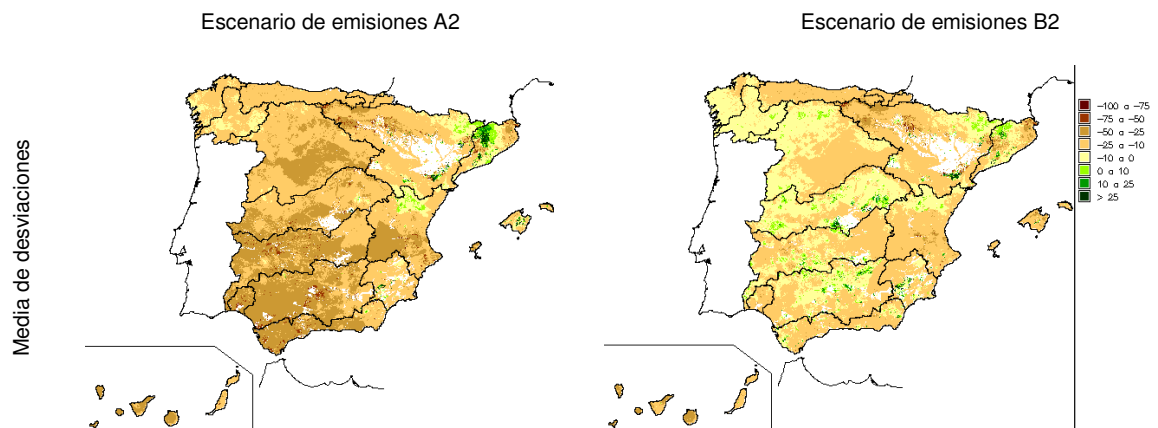 Escenario de emisiones A2
Escenario de emisiones B2
Media de desviaciones
−100 a −75
−75 a −50
−50 a −25
−25 a −10
−10 a 0
0 a 10
10 a 25
> 25